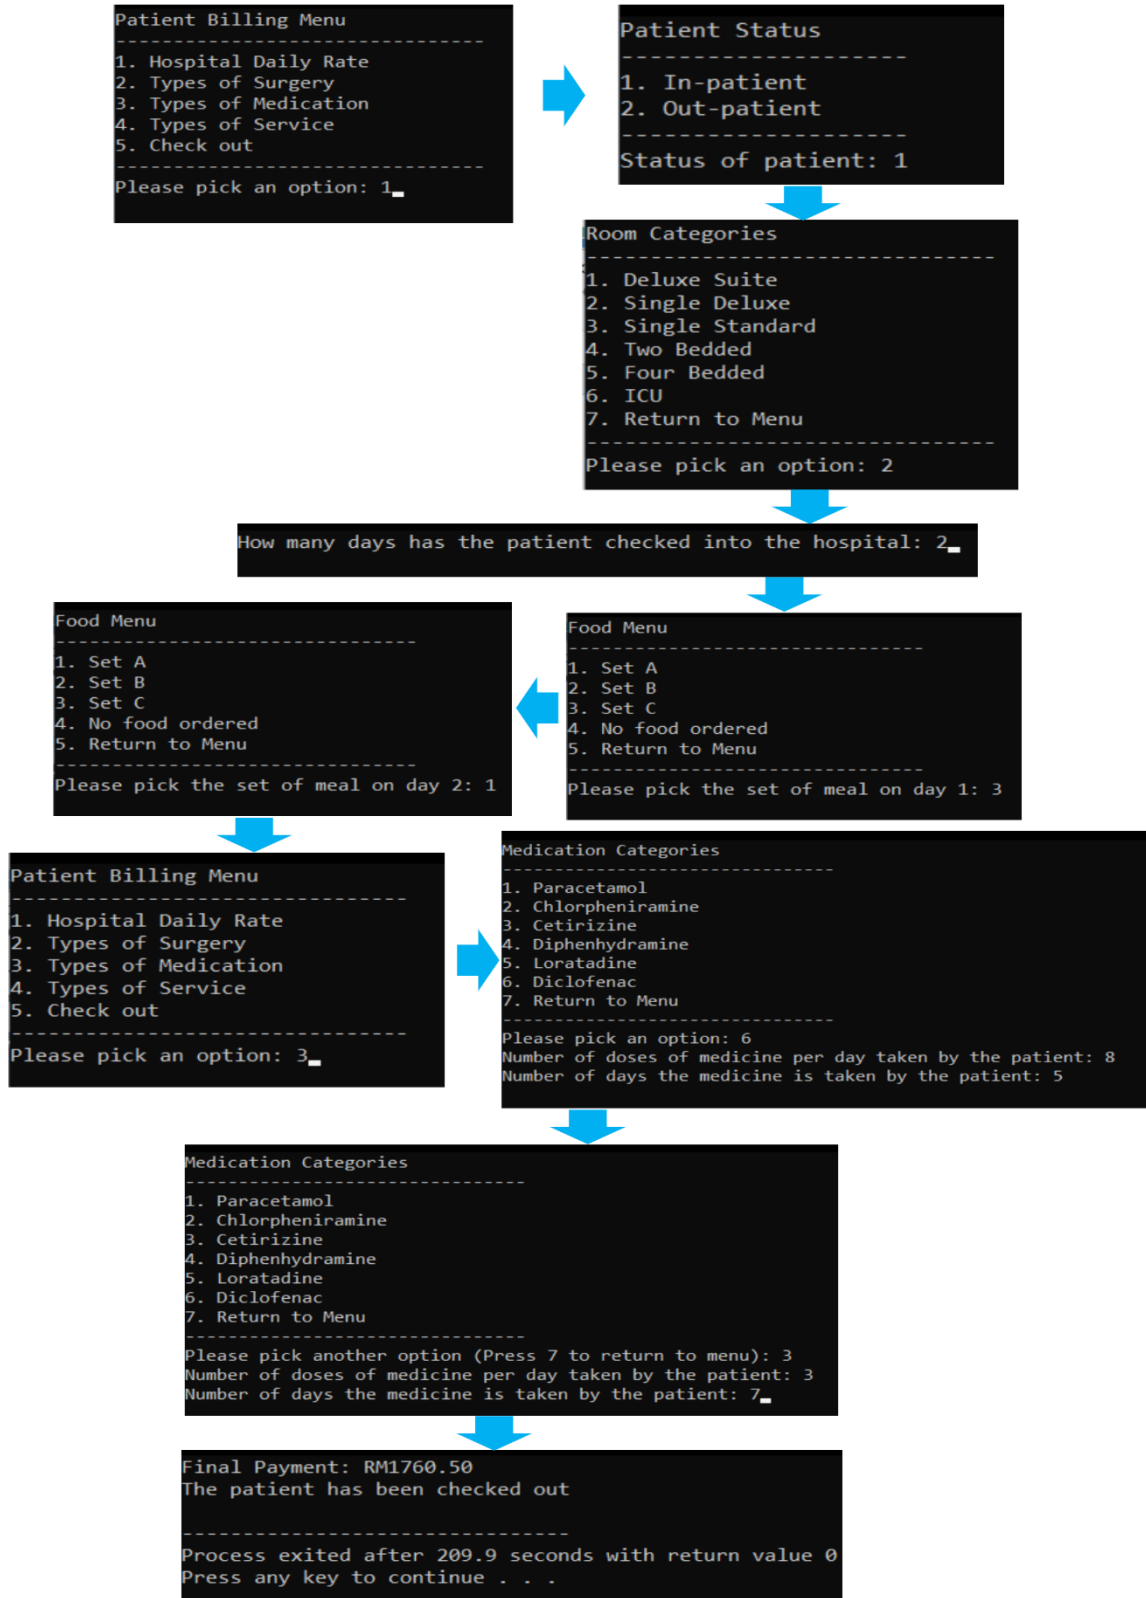 Patient Billing Menu
--------------------------------
1. Hospital Daily Rate
2. Types of Surgery
3. Types of Medication
4. Types of Service
5. Check out
--------------------------------
Please pick an option: 1
Patient Status
---------------------
1. In-patient
2. Out-patient
---------------------
Status of patient: 1
Room Categories
--------------------------------
1. Deluxe Suite
2. Single Deluxe
3. Single Standard
4. Two Bedded
5. Four Bedded
6. ICU
7. Return to Menu
--------------------------------
Please pick an option: 2
How many days has the patient checked into the hospital: 2
Food Menu
--------------------------------
1. Set A
2. Set B
3. Set C
4. No food ordered
5. Return to Menu
--------------------------------
Please pick the set of meal on day 1: 3
Food Menu
--------------------------------
1. Set A
2. Set B
3. Set C
4. No food ordered
5. Return to Menu
--------------------------------
Please pick the set of meal on day 2: 1
Patient Billing Menu
--------------------------------
1. Hospital Daily Rate
2. Types of Surgery
3. Types of Medication
4. Types of Service
5. Check out
--------------------------------
Please pick an option: 3
Medication Categories
--------------------------------
1. Paracetamol
2. Chlorpheniramine
3. Cetirizine
4. Diphenhydramine
5. Loratadine
6. Diclofenac
7. Return to Menu
--------------------------------
Please pick an option: 6
Number of doses of medicine per day taken by the patient: 8
Number of days the medicine is taken by the patient: 5
Medication Categories
--------------------------------
1. Paracetamol
2. Chlorpheniramine
3. Cetirizine
4. Diphenhydramine
5. Loratadine
6. Diclofenac
7. Return to Menu
--------------------------------
Please pick another option (Press 7 to return to menu): 3
Number of doses of medicine per day taken by the patient: 3
Number of days the medicine is taken by the patient: 7
Final Payment: RM1760.50
The patient has been checked out
--------------------------------
Process exited after 209.9 seconds with return value 0
Press any key to continue . . .